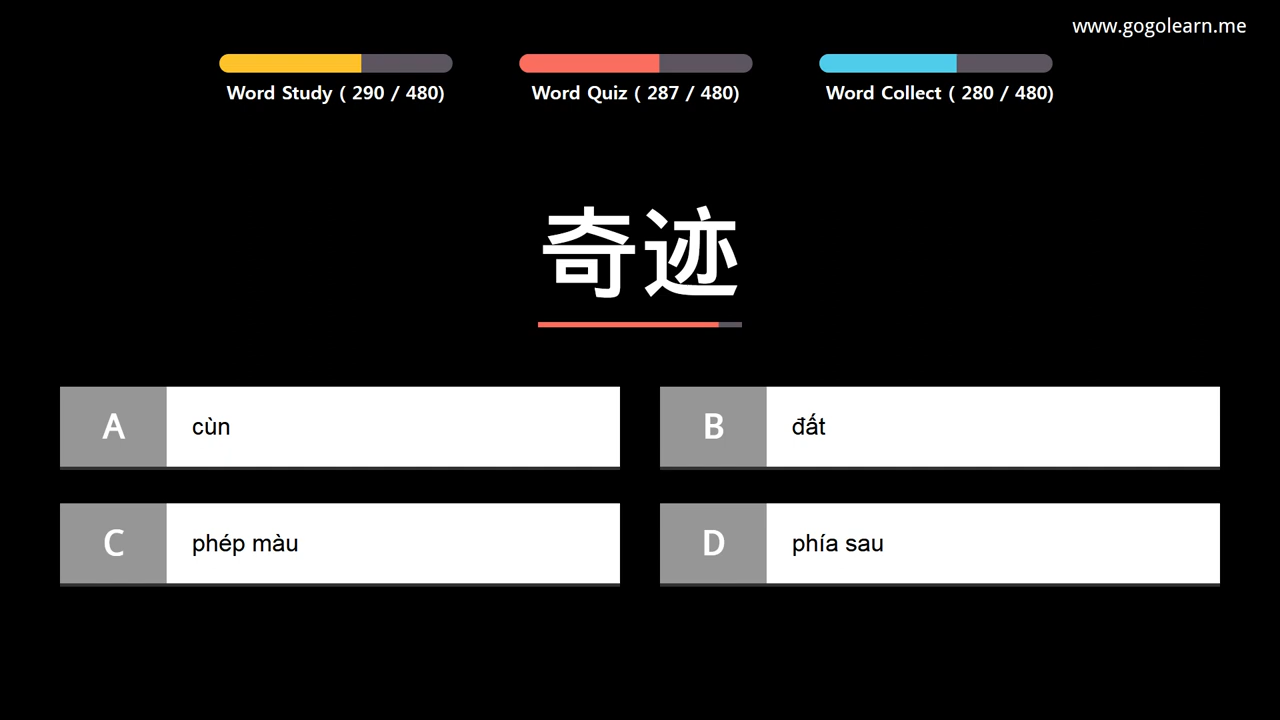 www.gogolearn.me
Word Study ( 290 / 480)
Word Quiz ( 287 / 480)
Word Collect ( 280 / 480)
奇迹
A cùn
B đất
C phép màu
D phía sau